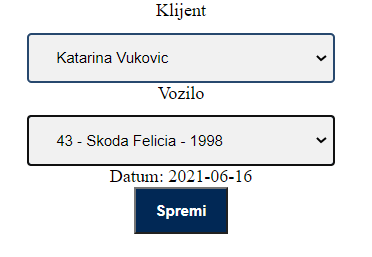 Klijent
Katarina Vukovic
Vozilo
43 - Skoda Felicia - 1998
Datum: 2021-06-16
Spremi